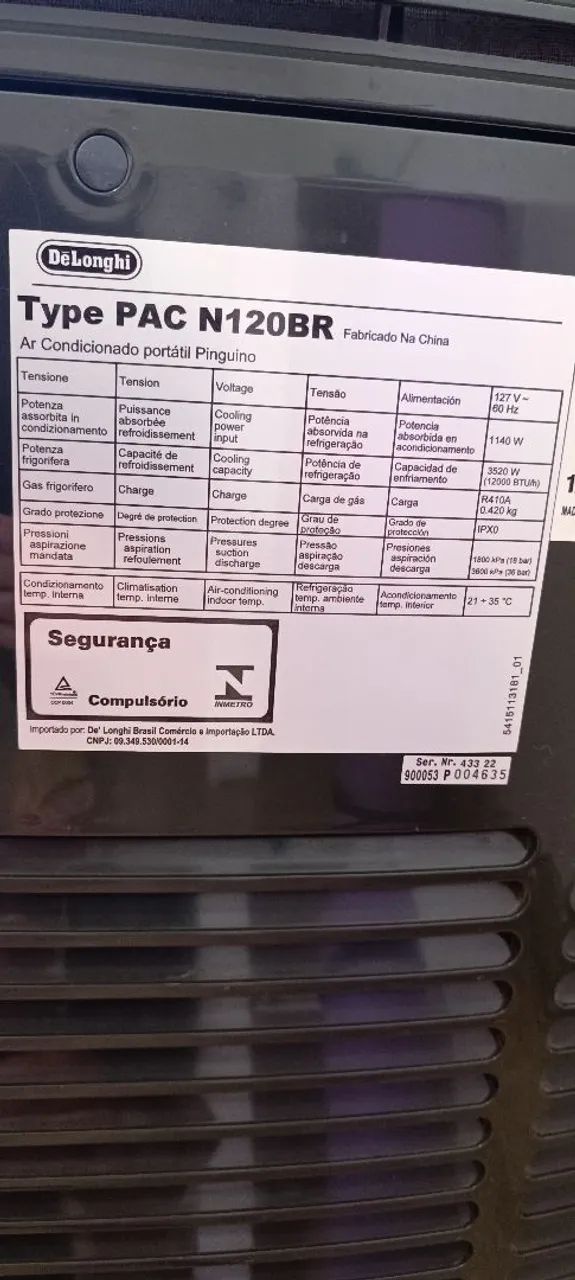 DeLonghi
Type PAC N120BR Fabricado Na China
Ar Condicionado portátil Pinguino
Tensione Tension Voltage Tensão Alimentación 127 V ~ 60 Hz
Potenza assorbita in condizionamento Puissance absorbée refroidissement Cooling power input Potência absorvida na refrigeração Potencia absorbida en acondicionamento 1140 W
Potenza frigorifera Capacité de refroidissement Cooling capacity Potência de refrigeração Capacidad de enfriamiento 3520 W (12000 BTU/h)
Gas frigorifero Charge Charge Carga de gás Carga R410A 0.420 kg
Grado protezione Degré de protection Protection degree Grau de proteção Grado de protección IPX0
Pressioni aspirazione mandata Pressions aspiration refoulement Pressures suction discharge Pressão aspiração descarga Presiones aspiración descarga 1800 kPa (18 bar) 3600 kPa (36 bar)
Condizionamento temp. interna Climatisation temp. interne Air-conditioning indoor temp. Refrigeração temp. ambiente interna Acondicionamento temp. interior 21 ÷ 35 °C
Segurança
Compulsório
INMETRO
Importado por: De' Longhi Brasil Comércio e Importação LTDA.
CNPJ: 09.349.530/0001-14
5415113181_01
Ser. Nr. 433 22
900053 P 004635
1